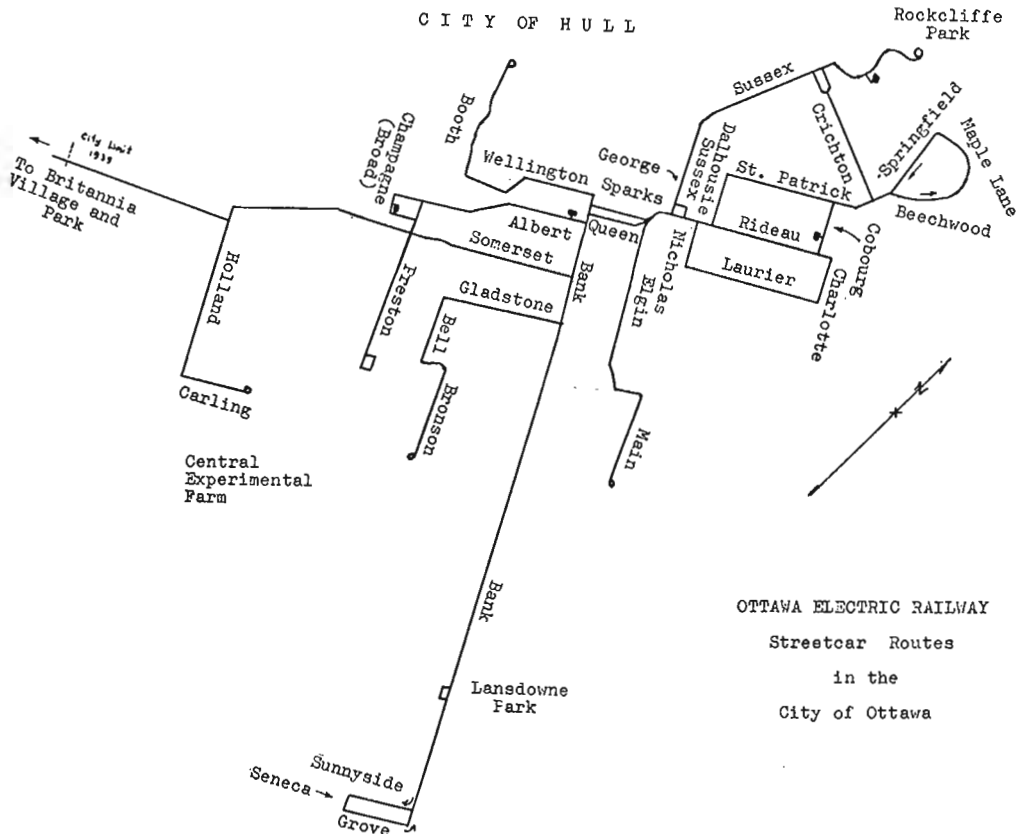 CITY OF HULL
Rockcliffe
Park
Sussex
Booth
Crichton
Springfield
Maple Lane
Champagne
(Broad)
City Limit
1939
To Britannia
Village and
Park
Wellington
George
Sparks
Dalhousie
Sussex
St. Patrick
Beechwood
Albert
Queen
Rideau
Cobourg
Somerset
Laurier
Charlotte
Nicholas
Elgin
Holland
Preston
Gladstone
Bank
Bell
Bronson
Carling
Main
N
Central
Experimental
Farm
Bank
OTTAWA ELECTRIC RAILWAY
Streetcar Routes
in the
City of Ottawa
Lansdowne
Park
Sunnyside
Seneca
Grove